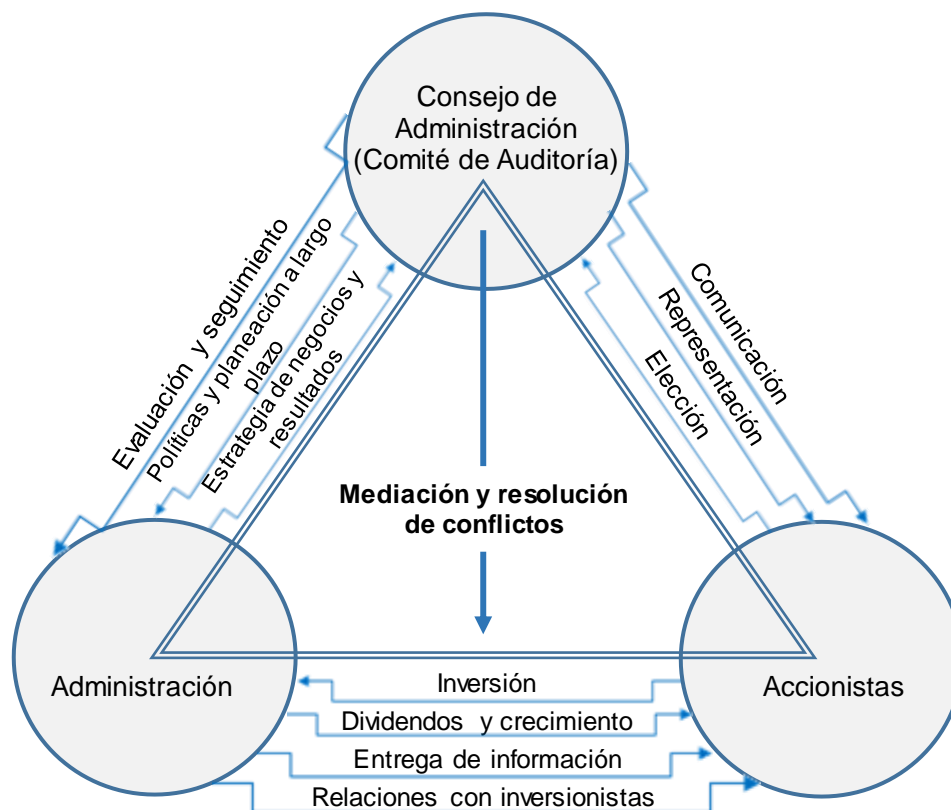 Consejo de
Administración
(Comité de Auditoría)
Evaluación y seguimiento
Políticas y planeación a largo
plazo
Estrategia de negocios y
resultados
Comunicación
Representación
Elección
Mediación y resolución
de conflictos
Administración
Accionistas
Inversión
Dividendos y crecimiento
Entrega de información
Relaciones con inversionistas